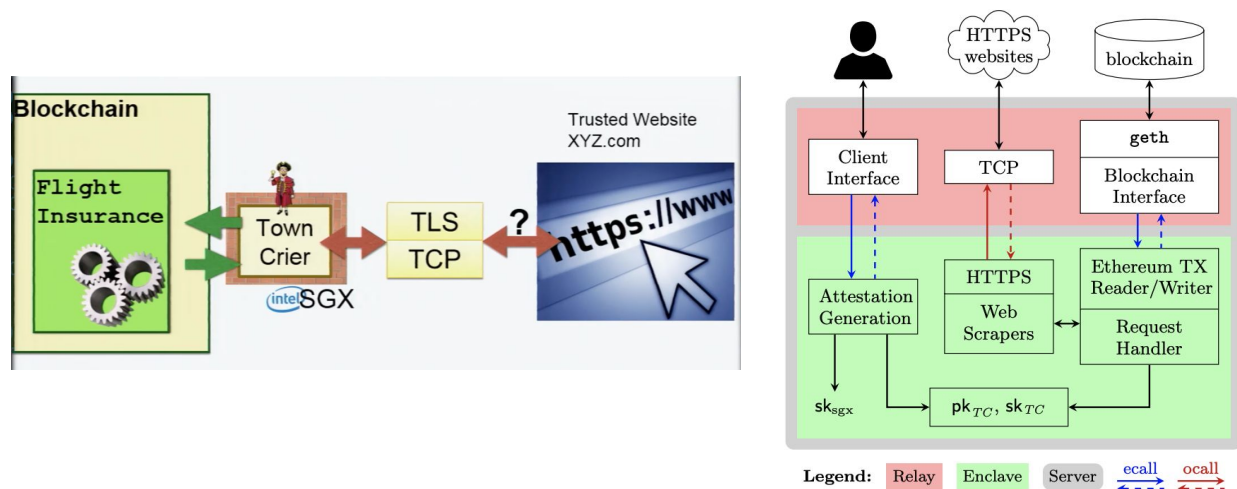 Blockchain
Flight
Insurance
Town
Crier
intel SGX
TLS
TCP
?
Trusted Website
XYZ.com
https://www
HTTPS
websites
blockchain
Client
Interface
TCP
geth
Blockchain
Interface
Attestation
Generation
HTTPS
Web
Scrapers
Ethereum TX
Reader/Writer
Request
Handler
sk_sgx
pk_TC, sk_TC
Legend: Relay Enclave Server ecall ocall